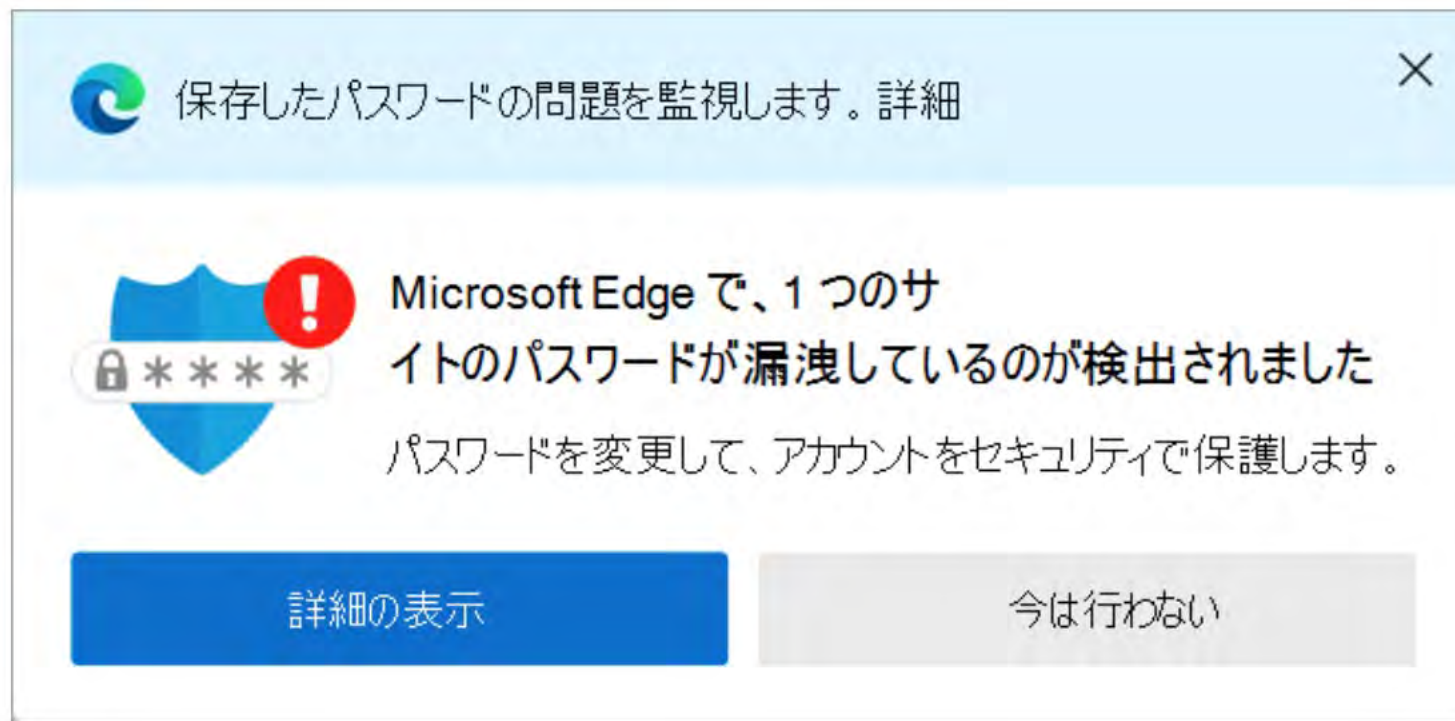 保存したパスワードの問題を監視します。詳細
Microsoft Edge で、1 つのサ
イトのパスワードが漏洩しているのが検出されました
パスワードを変更して、アカウントをセキュリティで保護します。
詳細の表示
今は行わない